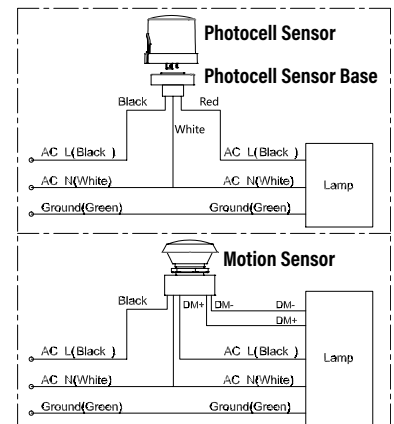 Photocell Sensor
Photocell Sensor Base
Black Red
White
AC L(Black ) AC L(Black )
AC N(White) AC N(White)
Lamp
Ground(Green) Ground(Green)
Motion Sensor
Black DM+ DM- DM-
DM+
AC L(Black ) AC L(Black )
Lamp
AC N(White) AC N(White)
Ground(Green) Ground(Green)